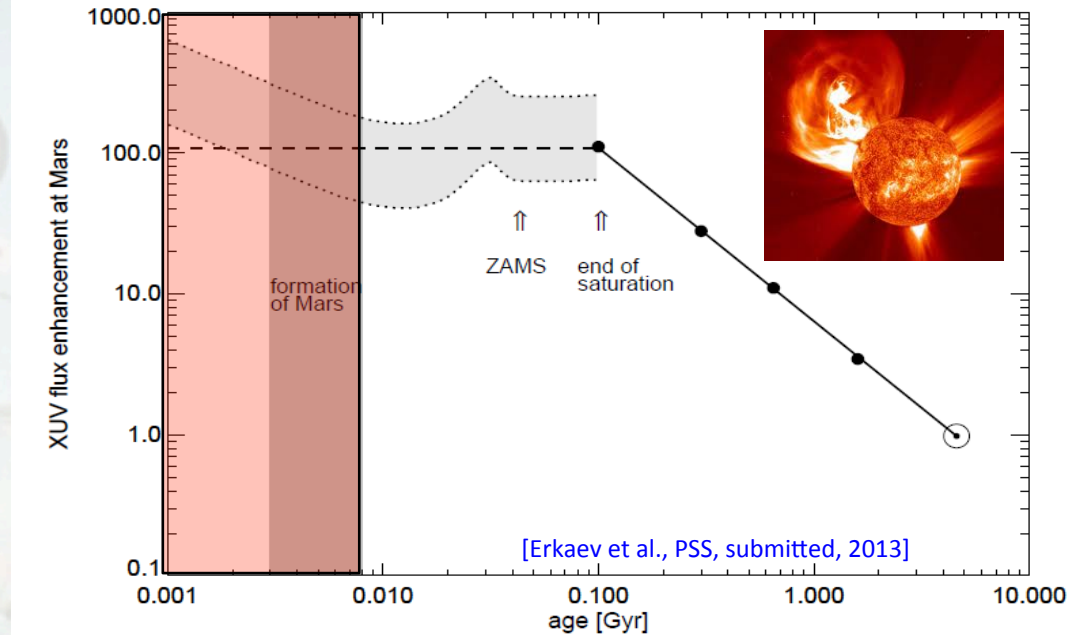 1000.0
100.0
10.0
1.0
0.1
XUV flux enhancement at Mars
formation
of Mars
⇑
⇑
ZAMS
end of
saturation
[Erkaev et al., PSS, submitted, 2013]
0.001
0.010
0.100
1.000
10.000
age [Gyr]